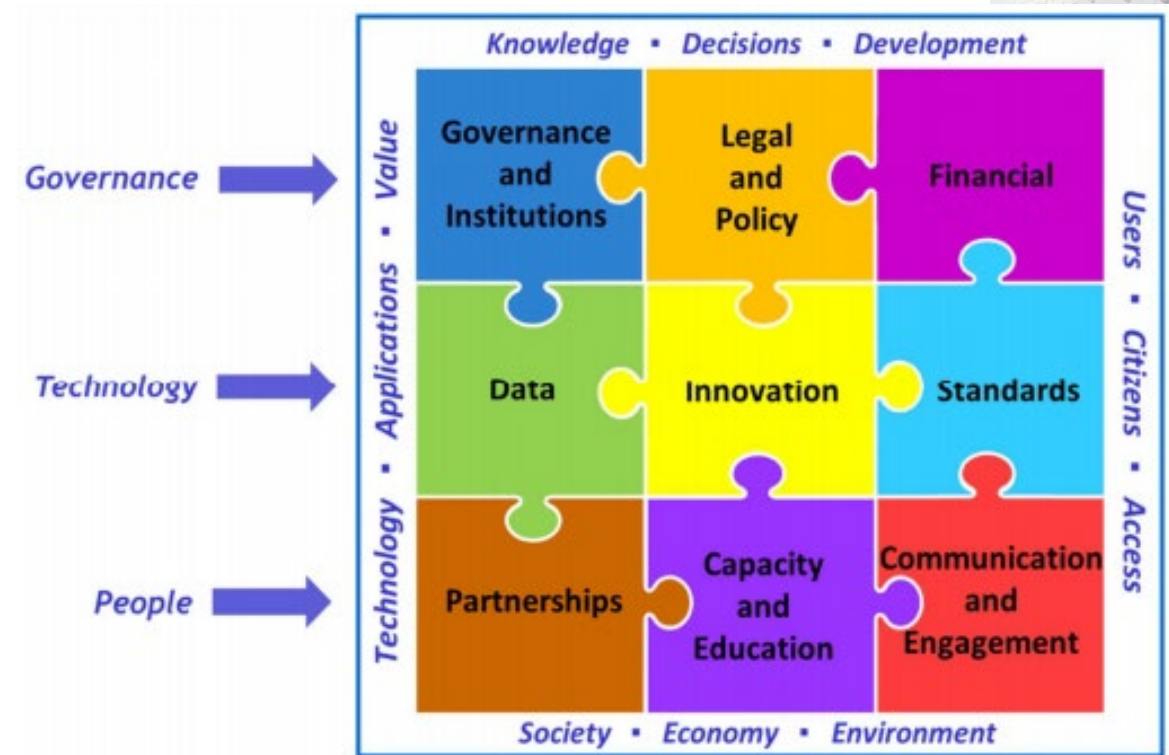 Knowledge ▪ Decisions ▪ Development
Governance
Technology
People
Technology ▪ Applications ▪ Value
Governance
and
Institutions
Legal
and
Policy
Financial
Data
Innovation
Standards
Partnerships
Capacity
and
Education
Communication
and
Engagement
Users ▪ Citizens ▪ Access
Society ▪ Economy ▪ Environment